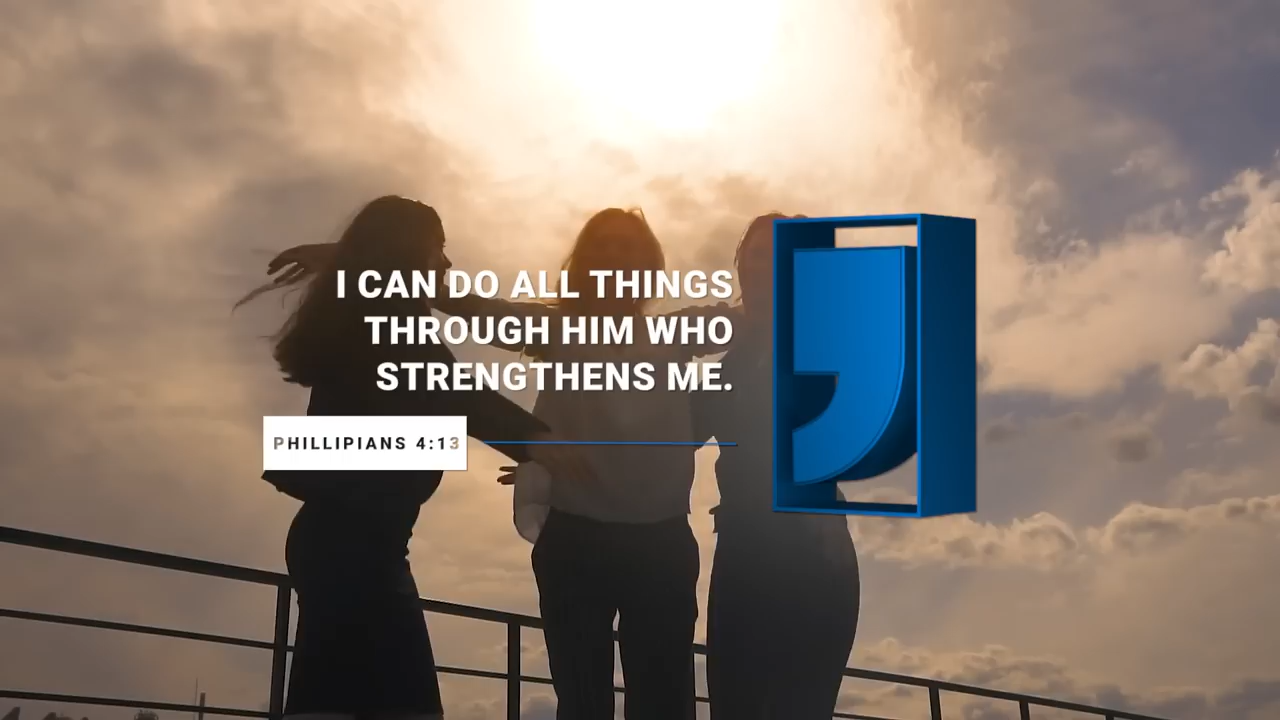 I CAN DO ALL THINGS
THROUGH HIM WHO
STRENGTHENS ME.
PHILLIPIANS 4:13